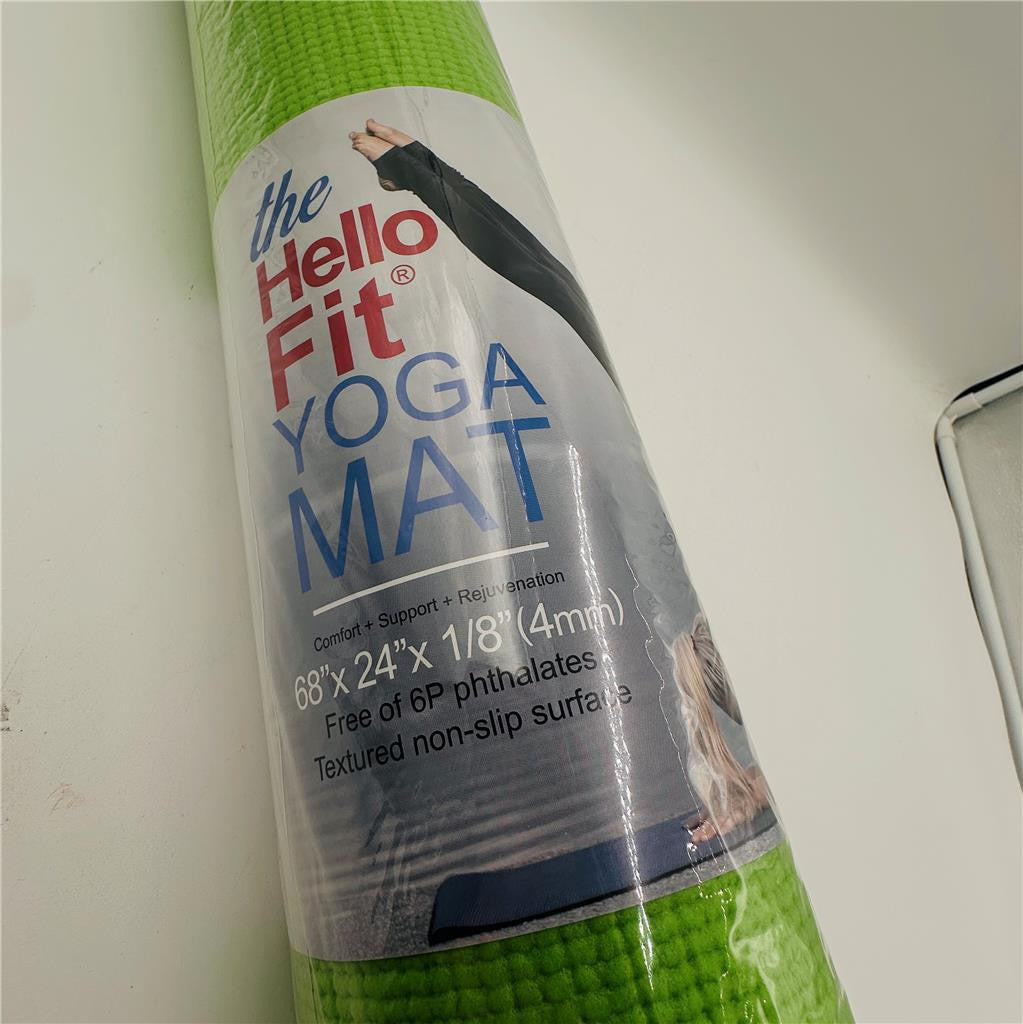 the
Hello
Fit®
YOGA
MAT
Comfort + Support + Rejuvenation
68”x 24”x 1/8”(4mm)
Free of 6P phthalates
Textured non-slip surface